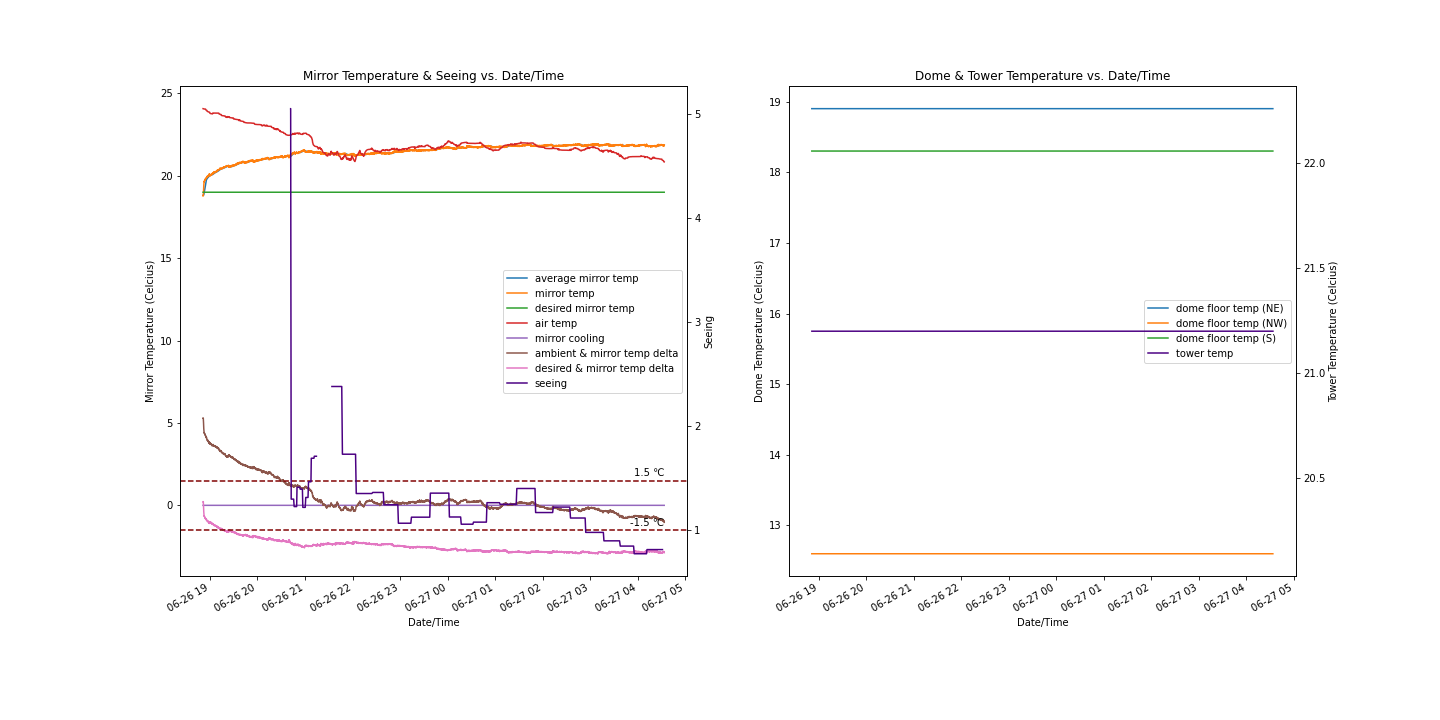 Mirror Temperature & Seeing vs. Date/Time
25
20
15
10
5
0
Mirror Temperature (Celcius)
5
4
3
2
1
Seeing
average mirror temp
mirror temp
desired mirror temp
air temp
mirror cooling
ambient & mirror temp delta
desired & mirror temp delta
seeing
1.5 ℃
-1.5 ℃
06-26 19
06-26 20
06-26 21
06-26 22
06-26 23
06-27 00
06-27 01
06-27 02
06-27 03
06-27 04
06-27 05
Date/Time
Dome & Tower Temperature vs. Date/Time
19
18
17
16
15
14
13
Dome Temperature (Celcius)
22.0
21.5
21.0
20.5
Tower Temperature (Celcius)
dome floor temp (NE)
dome floor temp (NW)
dome floor temp (S)
tower temp
06-26 19
06-26 20
06-26 21
06-26 22
06-26 23
06-27 00
06-27 01
06-27 02
06-27 03
06-27 04
06-27 05
Date/Time